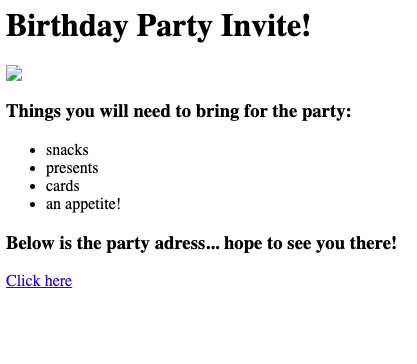 Birthday Party Invite!
Things you will need to bring for the party:
snacks
presents
cards
an appetite!
Below is the party adress... hope to see you there!
Click here